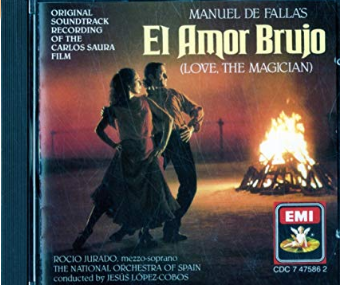 ORIGINAL
SOUNDTRACK
RECORDING
OF THE
CARLOS SAURA
FILM
MANUEL DE FALLA'S
El Amor Brujo
(LOVE, THE MAGICIAN)
EMI
CDC 7 47586 2
ROCIO JURADO, mezzo-soprano
THE NATIONAL ORCHESTRA OF SPAIN
conducted by JESÚS LÓPEZ-COBOS